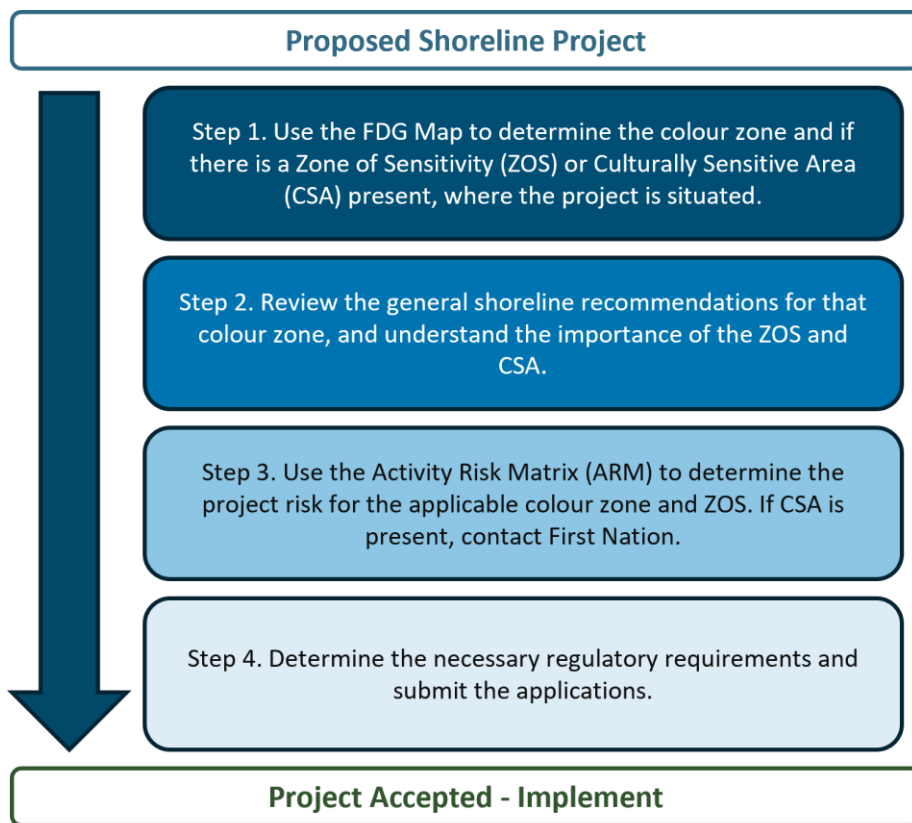 Proposed Shoreline Project
Step 1. Use the FDG Map to determine the colour zone and if
there is a Zone of Sensitivity (ZOS) or Culturally Sensitive Area
(CSA) present, where the project is situated.
Step 2. Review the general shoreline recommendations for that
colour zone, and understand the importance of the ZOS and
CSA.
Step 3. Use the Activity Risk Matrix (ARM) to determine the
project risk for the applicable colour zone and ZOS. If CSA is
present, contact First Nation.
Step 4. Determine the necessary regulatory requirements and
submit the applications.
Project Accepted - Implement